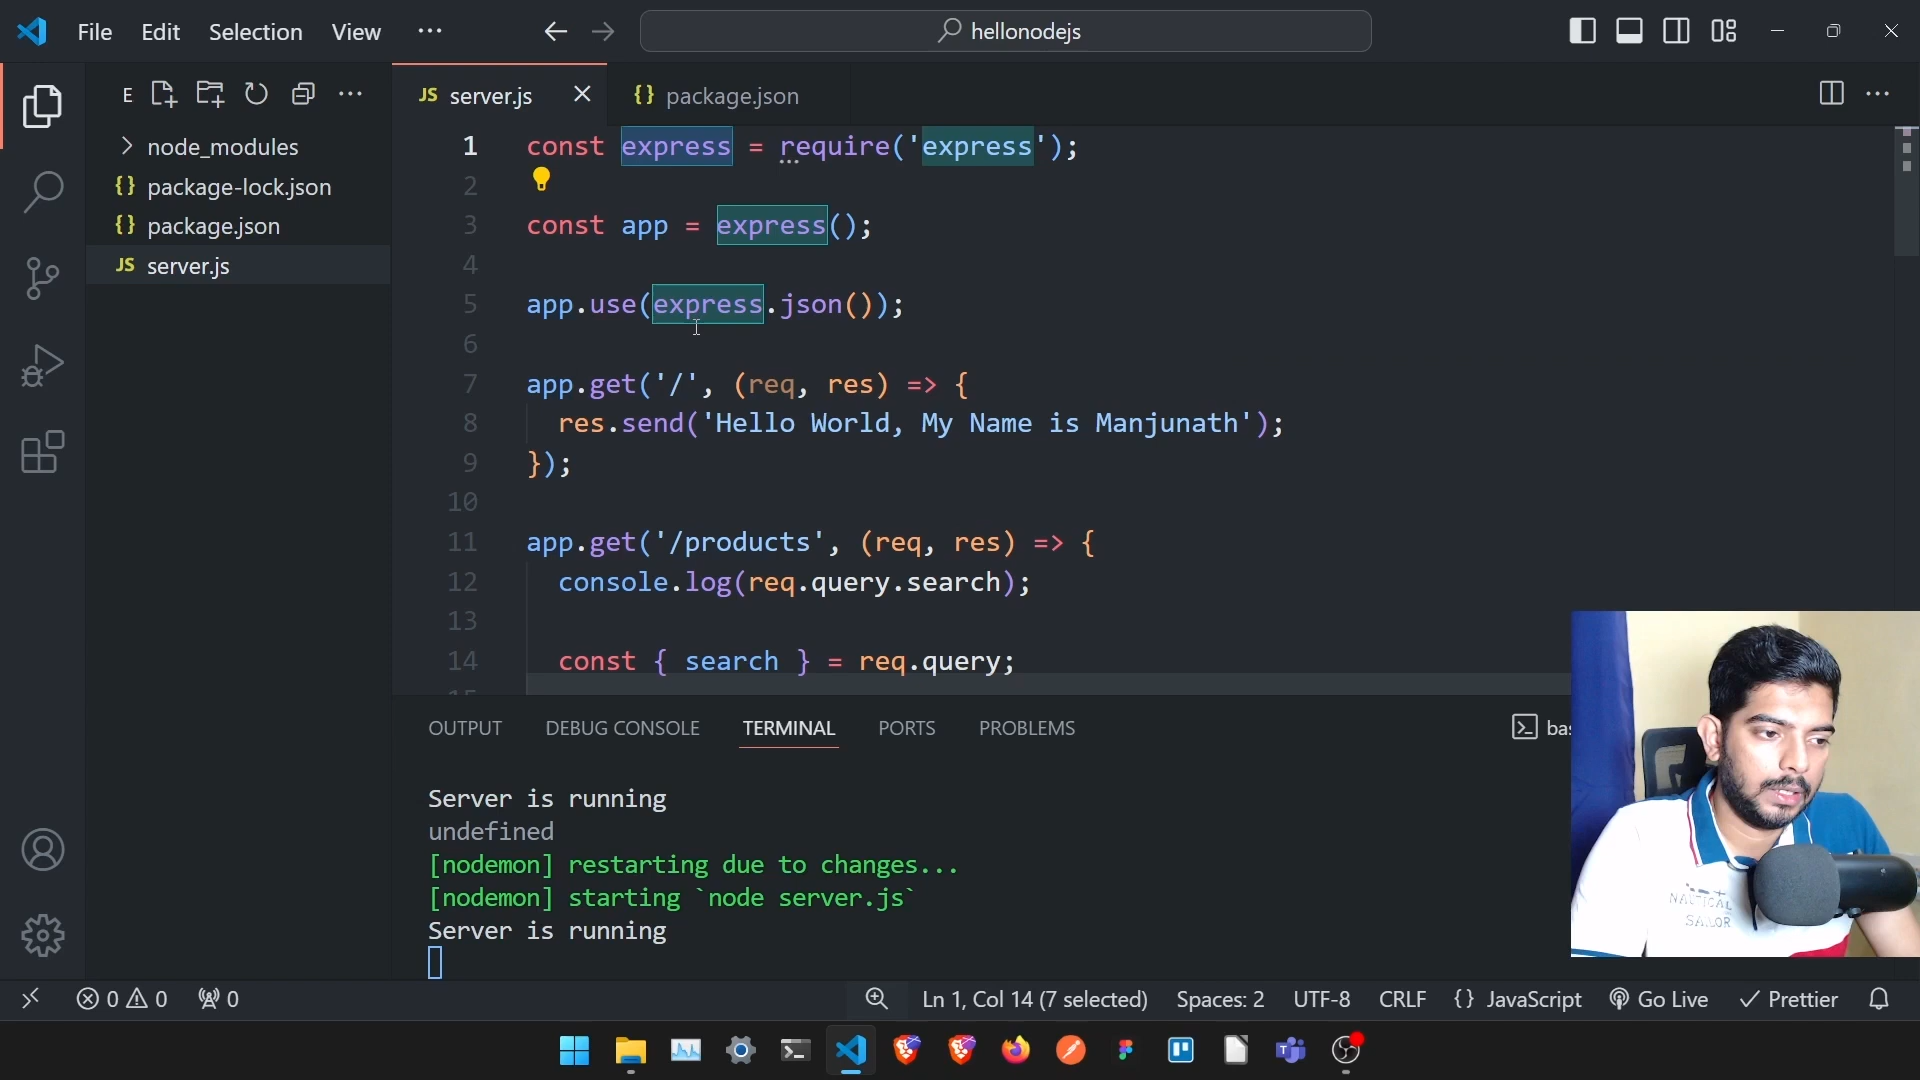 File Edit Selection View ···
hellonodejs
E
JS server.js
{} package.json
node_modules
{} package-lock.json
{} package.json
JS server.js
1 const express = require('express');
2
3 const app = express();
4
5 app.use(express.json());
6
7 app.get('/', (req, res) => {
8 res.send('Hello World, My Name is Manjunath');
9 });
10
11 app.get('/products', (req, res) => {
12 console.log(req.query.search);
13
14 const { search } = req.query;
15
OUTPUT DEBUG CONSOLE TERMINAL PORTS PROBLEMS
Server is running
undefined
[nodemon] restarting due to changes...
[nodemon] starting `node server.js`
Server is running
NAUTICAL
SAILOR
0 0 0
Ln 1, Col 14 (7 selected) Spaces: 2 UTF-8 CRLF {} JavaScript Go Live Prettier